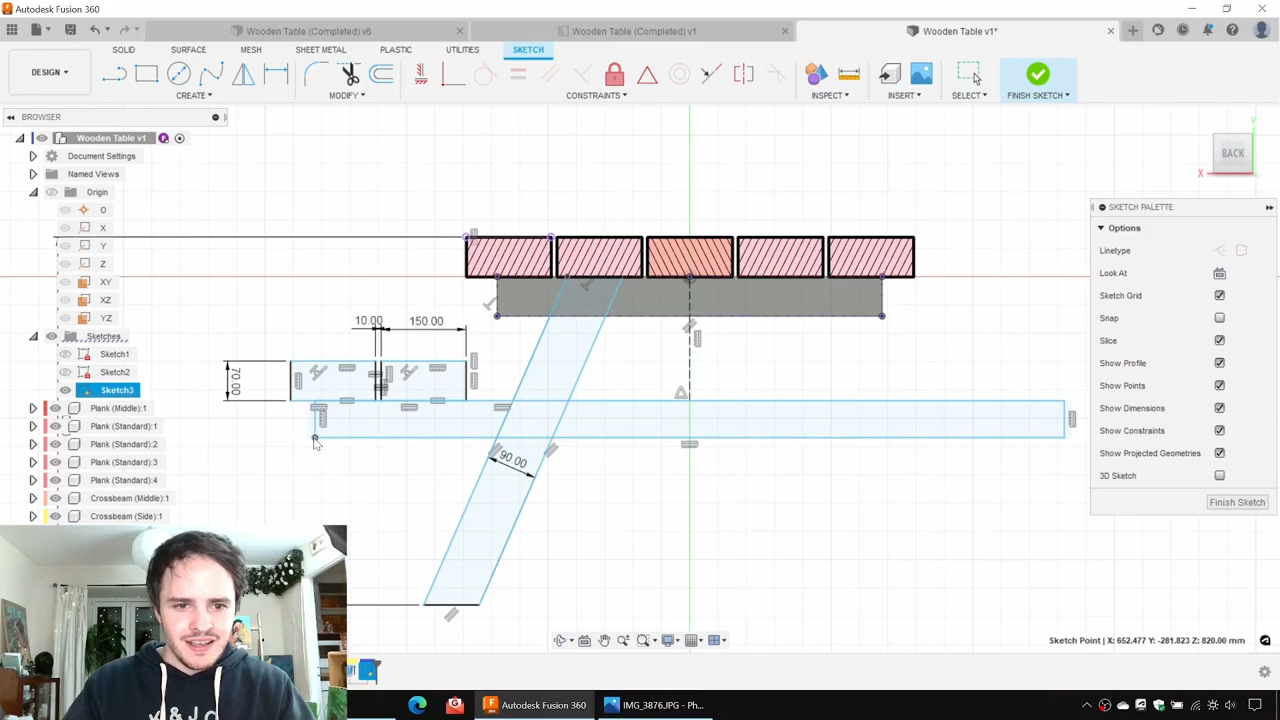 Autodesk Fusion 360
Wooden Table (Completed) v6
Wooden Table (Completed) v1
Wooden Table v1*
DESIGN
SOLID
SURFACE
MESH
SHEET METAL
PLASTIC
UTILITIES
SKETCH
CREATE
MODIFY
CONSTRAINTS
INSPECT
INSERT
SELECT
FINISH SKETCH
BROWSER
Wooden Table v1
Document Settings
Named Views
Origin
O
X
Y
Z
XY
XZ
YZ
Sketches
Sketch1
Sketch2
Sketch3
Plank (Middle):1
Plank (Standard):1
Plank (Standard):2
Plank (Standard):3
Plank (Standard):4
Crossbeam (Middle):1
Crossbeam (Side):1
10.00
150.00
70.00
90.00
Y
BACK
X
SKETCH PALETTE
Options
Linetype
Look At
Sketch Grid
Snap
Slice
Show Profile
Show Points
Show Dimensions
Show Constraints
Show Projected Geometries
3D Sketch
Finish Sketch
Sketch Point | X: 652.477 Y: -281.823 Z: 820.00 mm
Autodesk Fusion 360
IMG_3876.JPG - Ph...